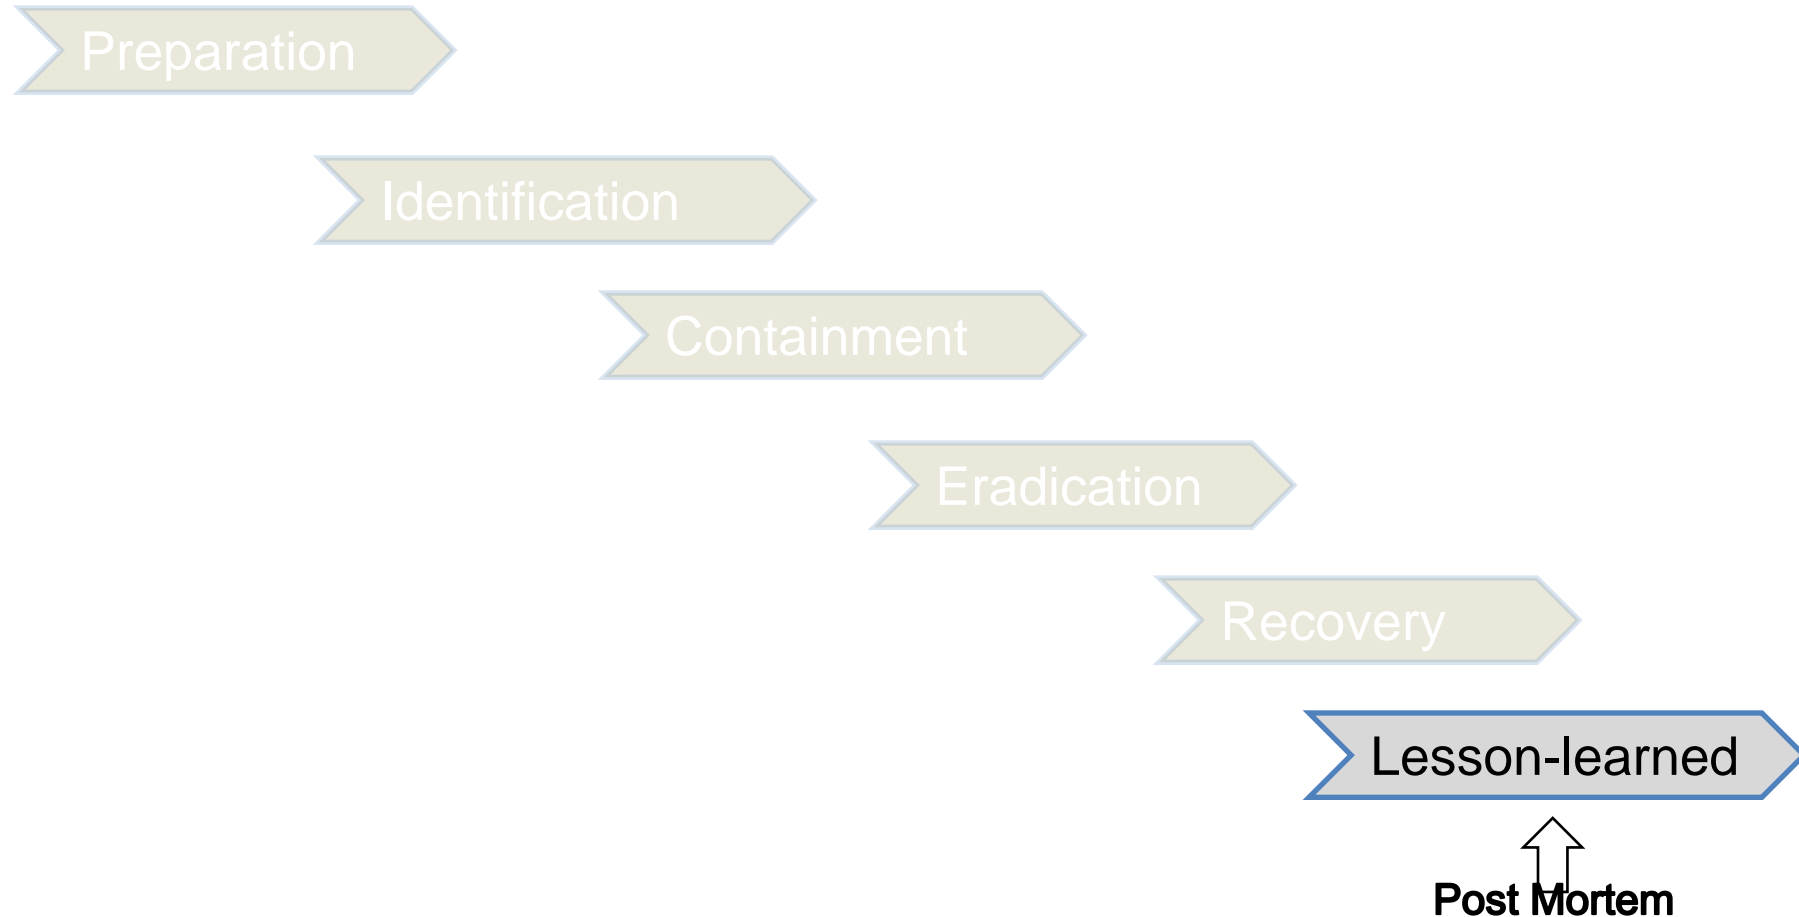 Preparation
Identification
Containment
Eradication
Recovery
Lesson-learned
Post Mortem